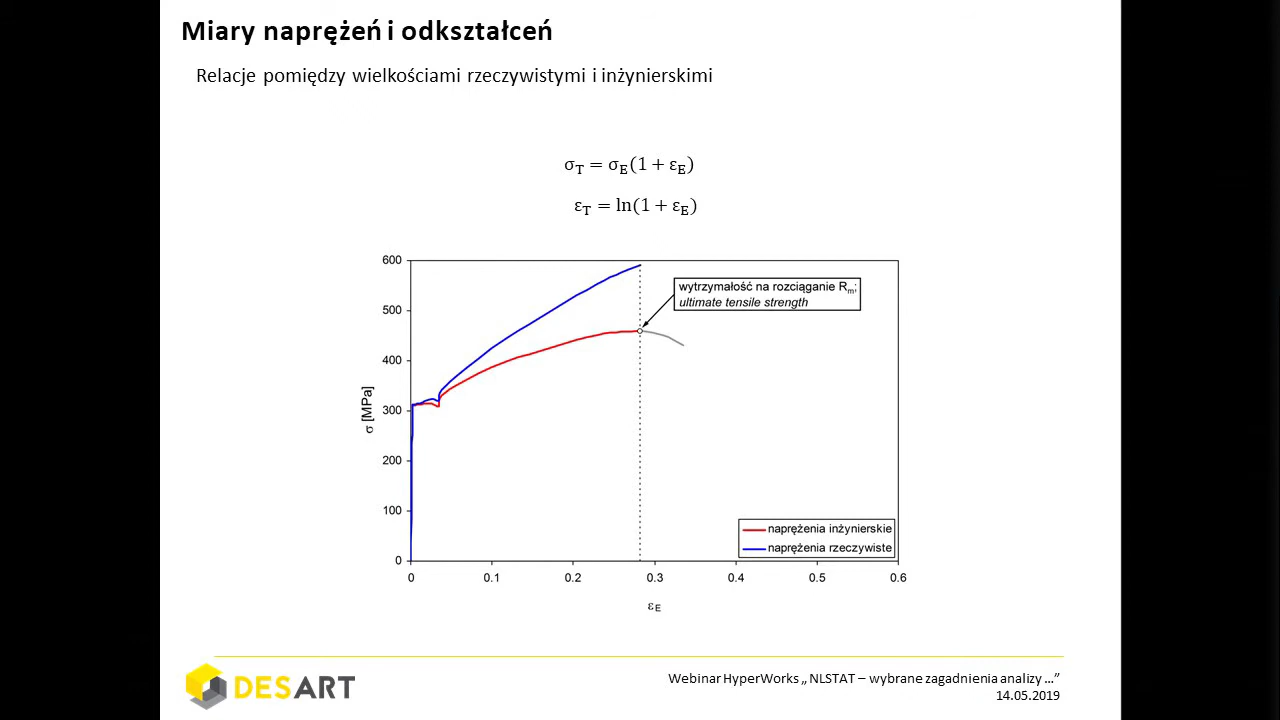 Miary naprężeń i odkształceń
Relacje pomiędzy wielkościami rzeczywistymi i inżynierskimi
σT = σE(1 + εE)
εT = ln(1 + εE)
600
500
400
300
200
100
0
σ [MPa]
wytrzymałość na rozciąganie Rm;
ultimate tensile strength
naprężenia inżynierskie
naprężenia rzeczywiste
0 0.1 0.2 0.3 0.4 0.5 0.6
εE
DESART
Webinar HyperWorks „ NLSTAT – wybrane zagadnienia analizy ...”
14.05.2019